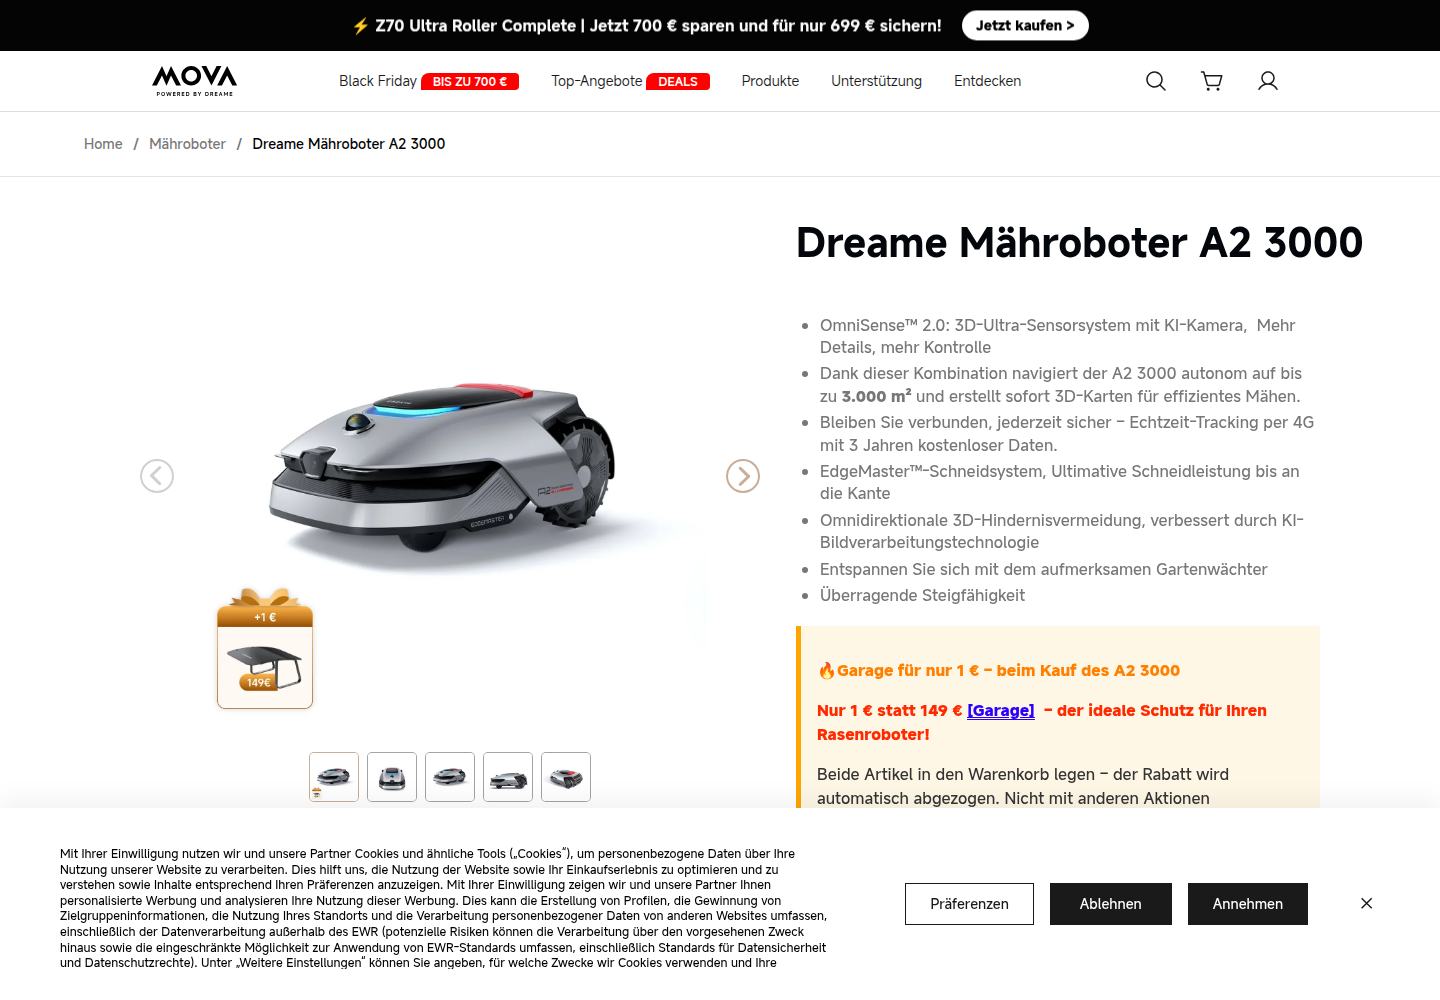 ⚡ Z70 Ultra Roller Complete | Jetzt 700 € sparen und für nur 699 € sichern!
Jetzt kaufen >
MOVA
POWERED BY DREAME
Black Friday BIS ZU 700 €
Top-Angebote DEALS
Produkte
Unterstützung
Entdecken
Home / Mähroboter / Dreame Mähroboter A2 3000
Dreame Mähroboter A2 3000
OmniSense™ 2.0: 3D-Ultra-Sensorsystem mit KI-Kamera, Mehr
Details, mehr Kontrolle
Dank dieser Kombination navigiert der A2 3000 autonom auf bis
zu 3.000 m² und erstellt sofort 3D-Karten für effizientes Mähen.
Bleiben Sie verbunden, jederzeit sicher – Echtzeit-Tracking per 4G
mit 3 Jahren kostenloser Daten.
EdgeMaster™-Schneidsystem, Ultimative Schneidleistung bis an
die Kante
Omnidirektionale 3D-Hindernisvermeidung, verbessert durch KI-
Bildverarbeitungstechnologie
Entspannen Sie sich mit dem aufmerksamen Gartenwächter
Überragende Steigfähigkeit
A2
EDGEMASTER
+1 €
149€
🔥Garage für nur 1 € – beim Kauf des A2 3000
Nur 1 € statt 149 € [Garage] – der ideale Schutz für Ihren
Rasenroboter!
Beide Artikel in den Warenkorb legen – der Rabatt wird
automatisch abgezogen. Nicht mit anderen Aktionen
Mit Ihrer Einwilligung nutzen wir und unsere Partner Cookies und ähnliche Tools („Cookies“), um personenbezogene Daten über Ihre
Nutzung unserer Website zu verarbeiten. Dies hilft uns, die Nutzung der Website sowie Ihr Einkaufserlebnis zu optimieren und zu
verstehen sowie Inhalte entsprechend Ihren Präferenzen anzuzeigen. Mit Ihrer Einwilligung zeigen wir und unsere Partner Ihnen
personalisierte Werbung und analysieren Ihre Nutzung dieser Werbung. Dies kann die Erstellung von Profilen, die Gewinnung von
Zielgruppeninformationen, die Nutzung Ihres Standorts und die Verarbeitung personenbezogener Daten von anderen Websites umfassen,
einschließlich der Datenverarbeitung außerhalb des EWR (potenzielle Risiken können die Verarbeitung über den vorgesehenen Zweck
hinaus sowie die eingeschränkte Möglichkeit zur Anwendung von EWR-Standards umfassen, einschließlich Standards für Datensicherheit
und Datenschutzrechte). Unter „Weitere Einstellungen“ können Sie angeben, für welche Zwecke wir Cookies verwenden und Ihre
Präferenzen
Ablehnen
Annehmen